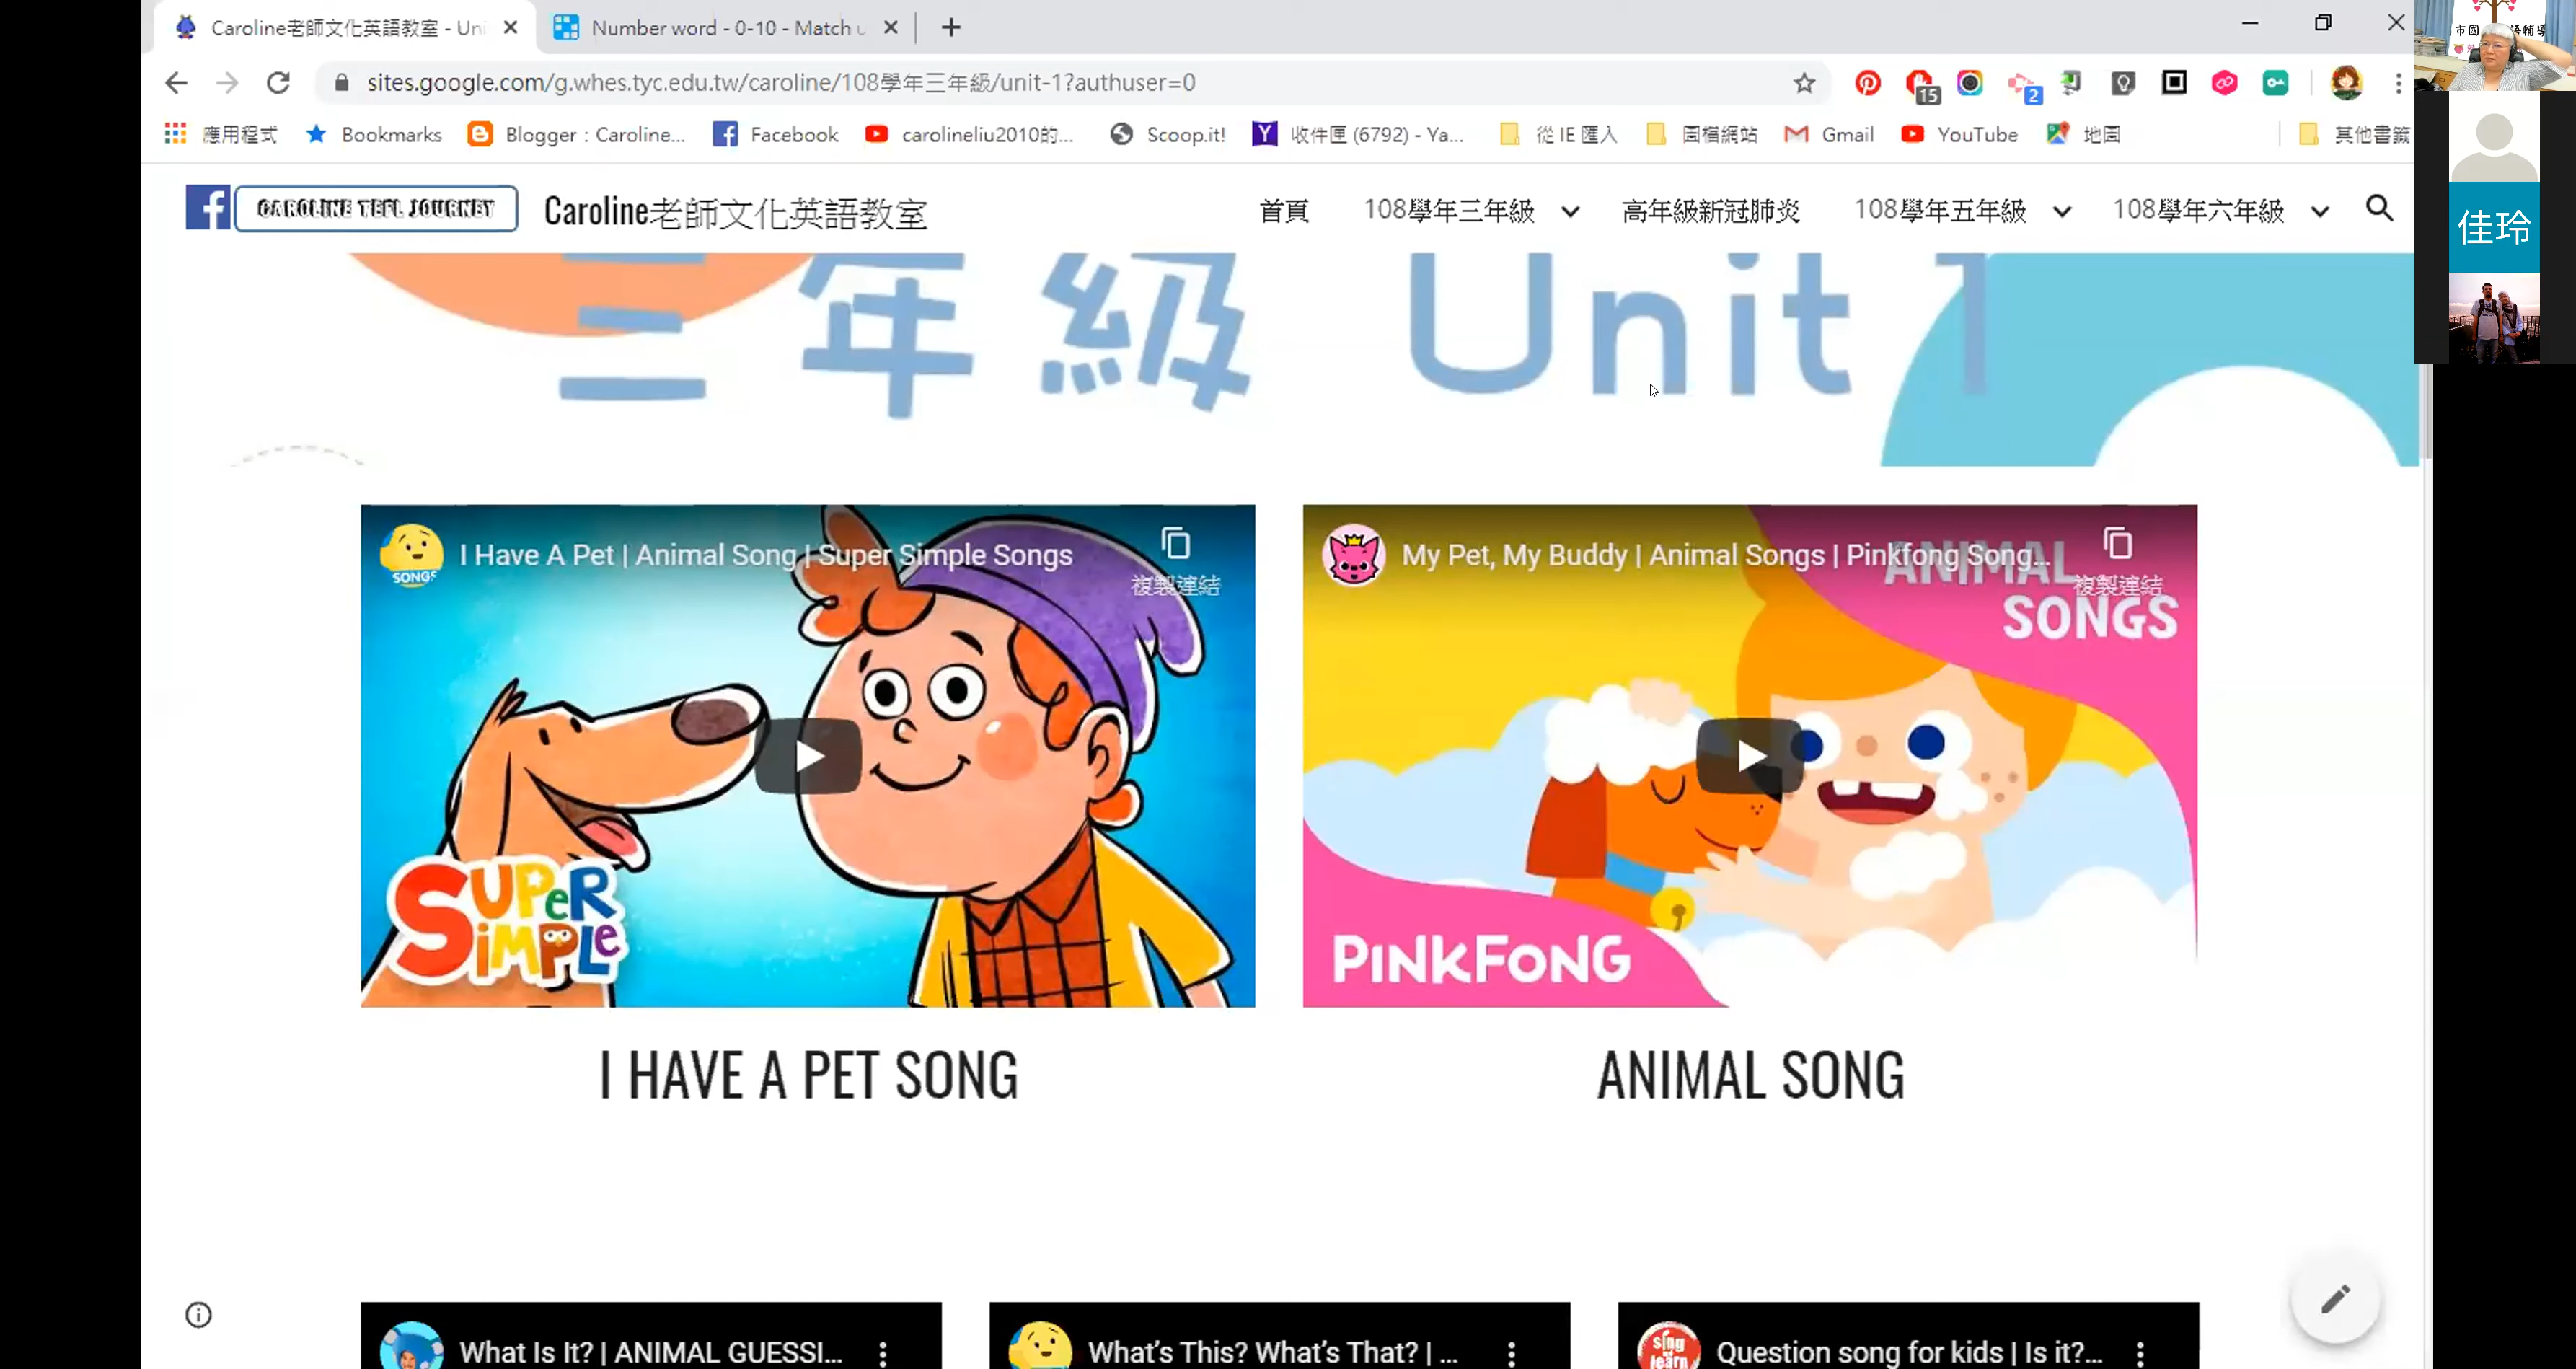 Caroline老師文化英語教室 - Uni
Number word - 0-10 - Match u
sites.google.com/g.whes.tyc.edu.tw/caroline/108學年三年級/unit-1?authuser=0
15
2
應用程式
Bookmarks
Blogger：Caroline...
Facebook
carolineliu2010的...
Scoop.it!
收件匣 (6792) - Ya...
從 IE 匯入
圖檔網站
Gmail
YouTube
地圖
其他書籤
CAROLINE TEFL JOURNEY
Caroline老師文化英語教室
首頁
108學年三年級
高年級新冠肺炎
108學年五年級
108學年六年級
佳玲
三年級 Unit 1
SONGS
I Have A Pet | Animal Song | Super Simple Songs
複製連結
SUPER
SIMPLE
My Pet, My Buddy | Animal Songs | Pinkfong Song...
複製連結
ANIMAL
SONGS
PINKFONG
I HAVE A PET SONG
ANIMAL SONG
What Is It? | ANIMAL GUESSI...
What's This? What's That? | ...
sing
learn
Question song for kids | Is it?...